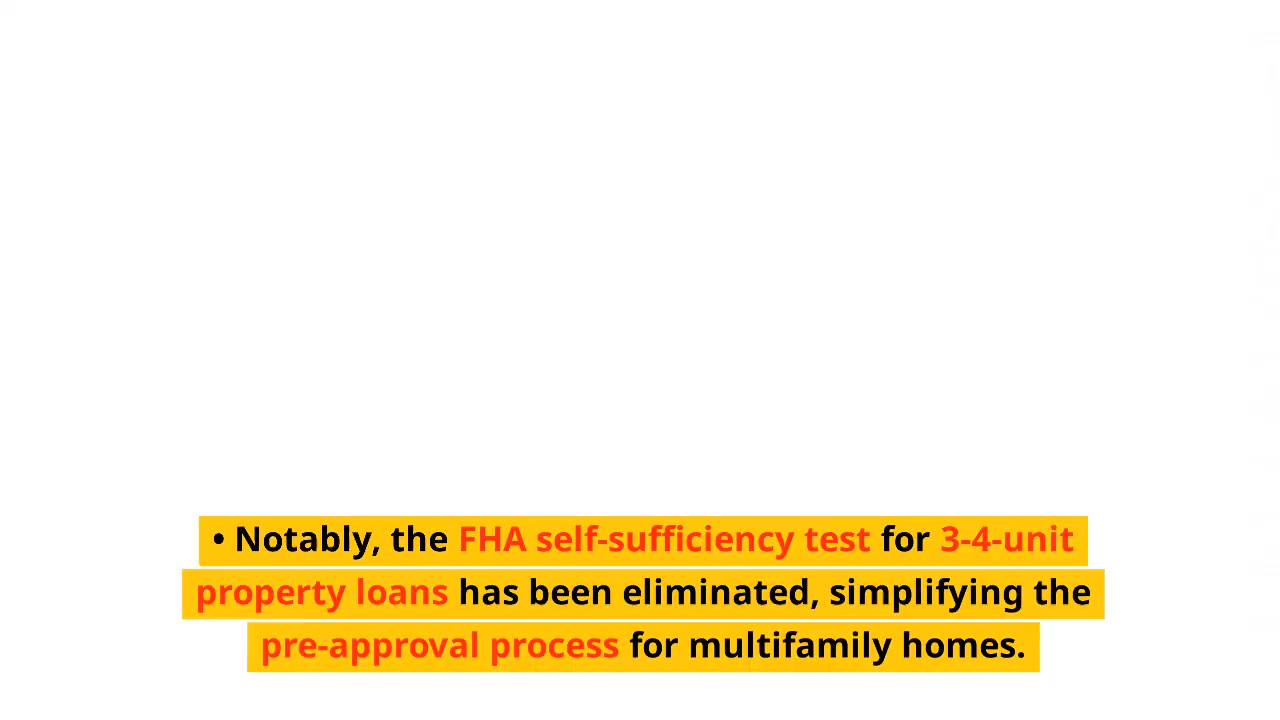 • Notably, the FHA self-sufficiency test for 3-4-unit
property loans has been eliminated, simplifying the
pre-approval process for multifamily homes.